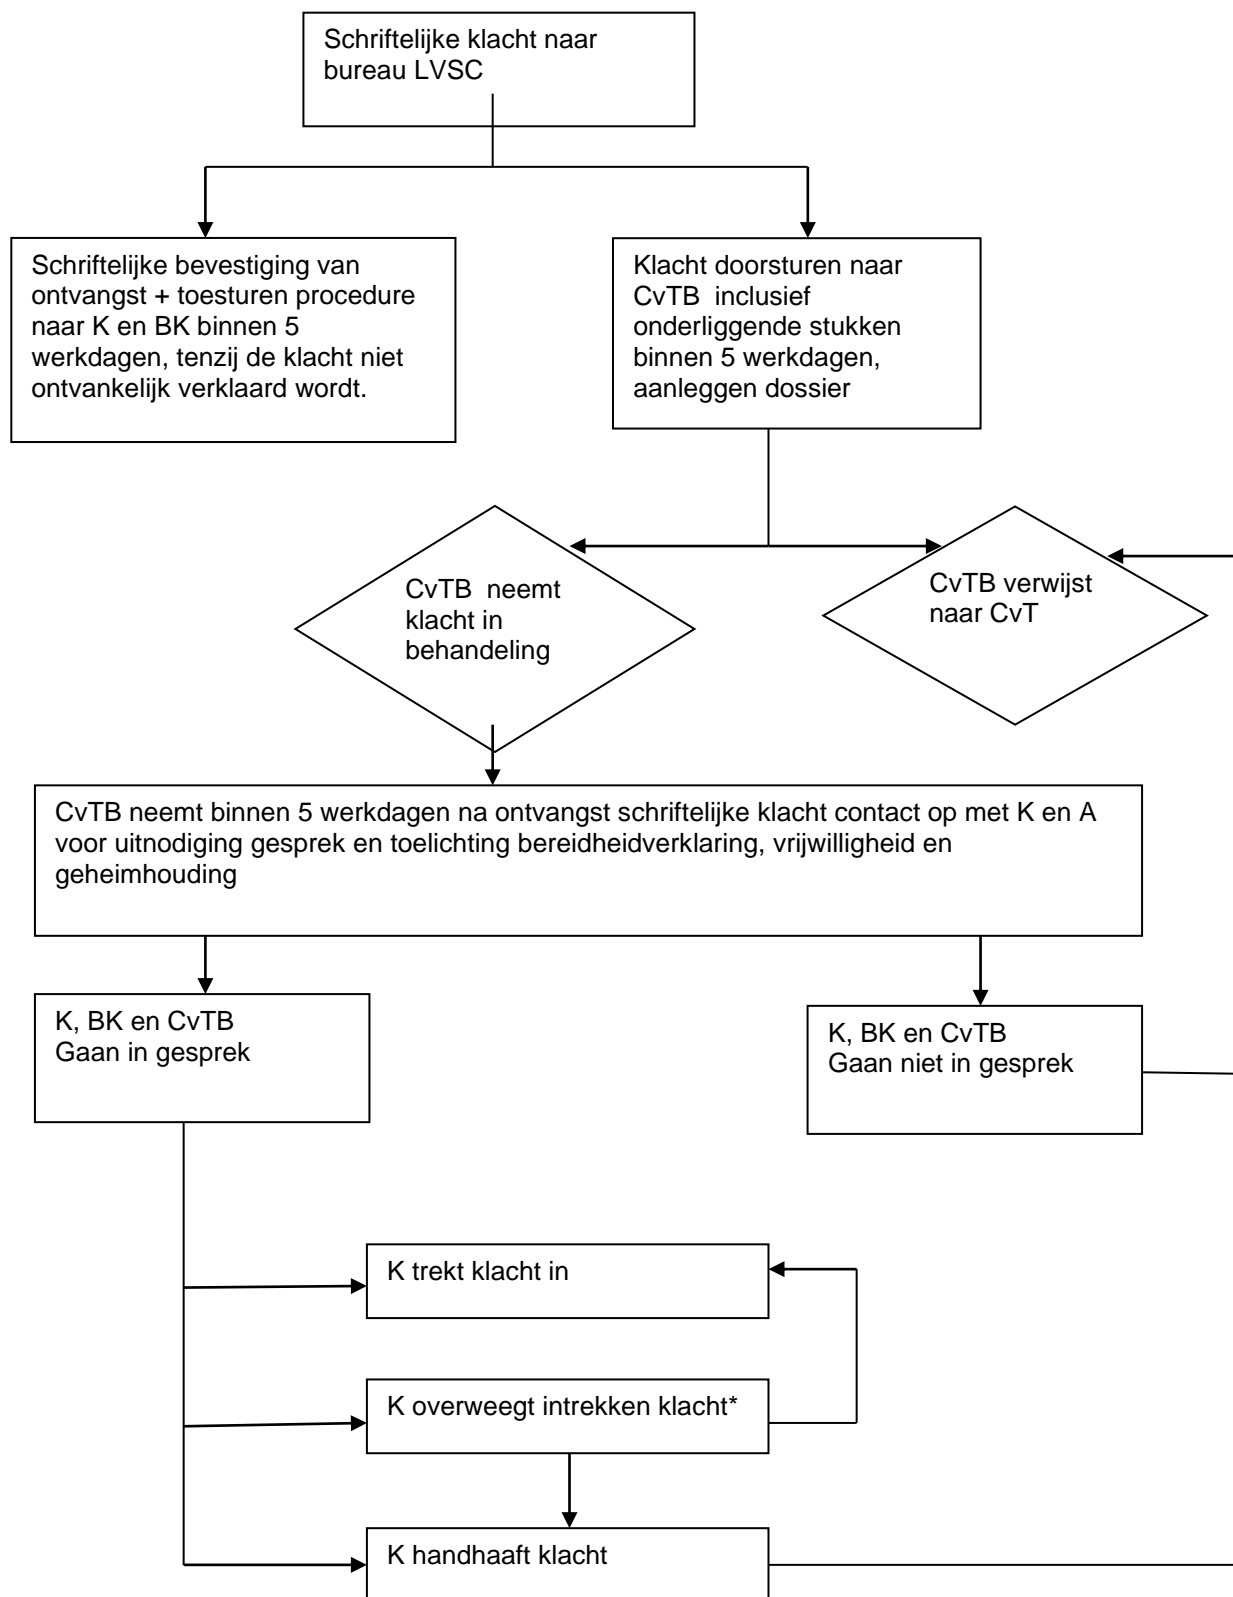 Schriftelijke klacht naar
bureau LVSC
Schriftelijke bevestiging van
ontvangst + toesturen procedure
naar K en BK binnen 5
werkdagen, tenzij de klacht niet
ontvankelijk verklaard wordt.
Klacht doorsturen naar
CvTB  inclusief
onderliggende stukken
binnen 5 werkdagen,
aanleggen dossier
CvTB  neemt
klacht in
behandeling
CvTB verwijst
naar CvT
CvTB neemt binnen 5 werkdagen na ontvangst schriftelijke klacht contact op met K en A
voor uitnodiging gesprek en toelichting bereidheidverklaring, vrijwilligheid en
geheimhouding
K, BK en CvTB
Gaan in gesprek
K, BK en CvTB
Gaan niet in gesprek
K trekt klacht in
K overweegt intrekken klacht*
K handhaaft klacht